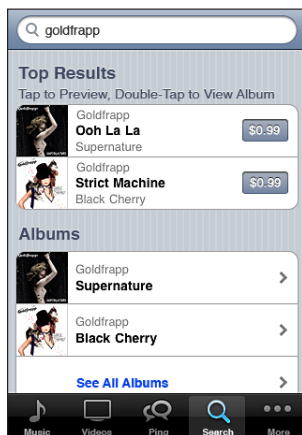 goldfrapp
Top Results
Tap to Preview, Double-Tap to View Album
Goldfrapp
Ooh La La
Supernature
$0.99
Goldfrapp
Strict Machine
Black Cherry
$0.99
Albums
Goldfrapp
Supernature
Goldfrapp
Black Cherry
See All Albums
Music
Videos
Ping
Search
More